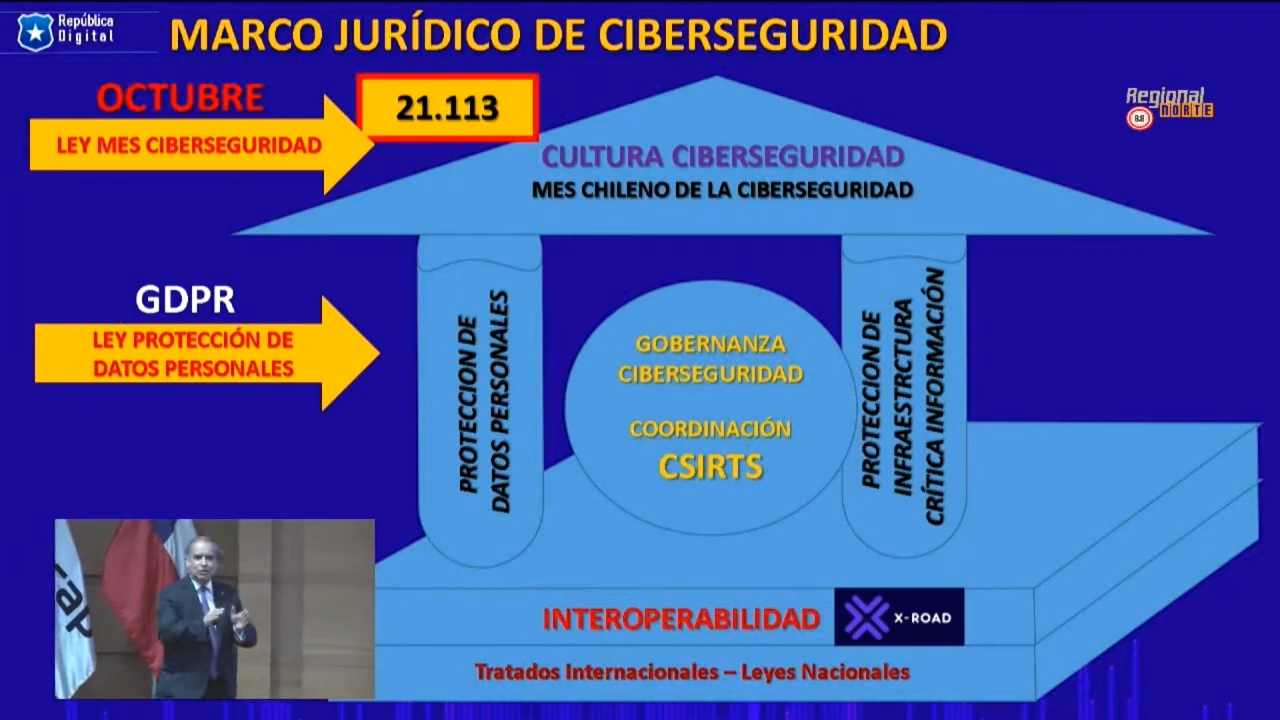 República
Digital
MARCO JURÍDICO DE CIBERSEGURIDAD
OCTUBRE
21.113
LEY MES CIBERSEGURIDAD
Regional
8.8 NORTE
CULTURA CIBERSEGURIDAD
MES CHILENO DE LA CIBERSEGURIDAD
GDPR
LEY PROTECCIÓN DE
DATOS PERSONALES
PROTECCION DE
DATOS PERSONALES
GOBERNANZA
CIBERSEGURIDAD
COORDINACIÓN
CSIRTS
PROTECCION DE
INFRAESTRCTURA
CRÍTICA INFORMACIÓN
INTEROPERABILIDAD
X-ROAD
Tratados Internacionales – Leyes Nacionales